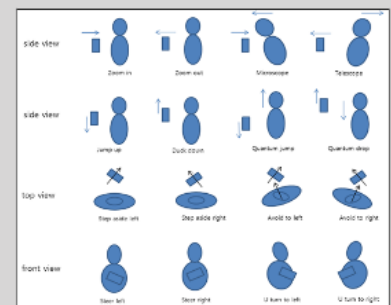 side view
Zoom in
Zoom out
Microscope
Telescope
side view
Jump up
Duck down
Quantum jump
Quantum drop
top view
Step aside left
Step aside right
Avoid to left
Avoid to right
front view
Steer left
Steer right
U turn to left
U turn to right